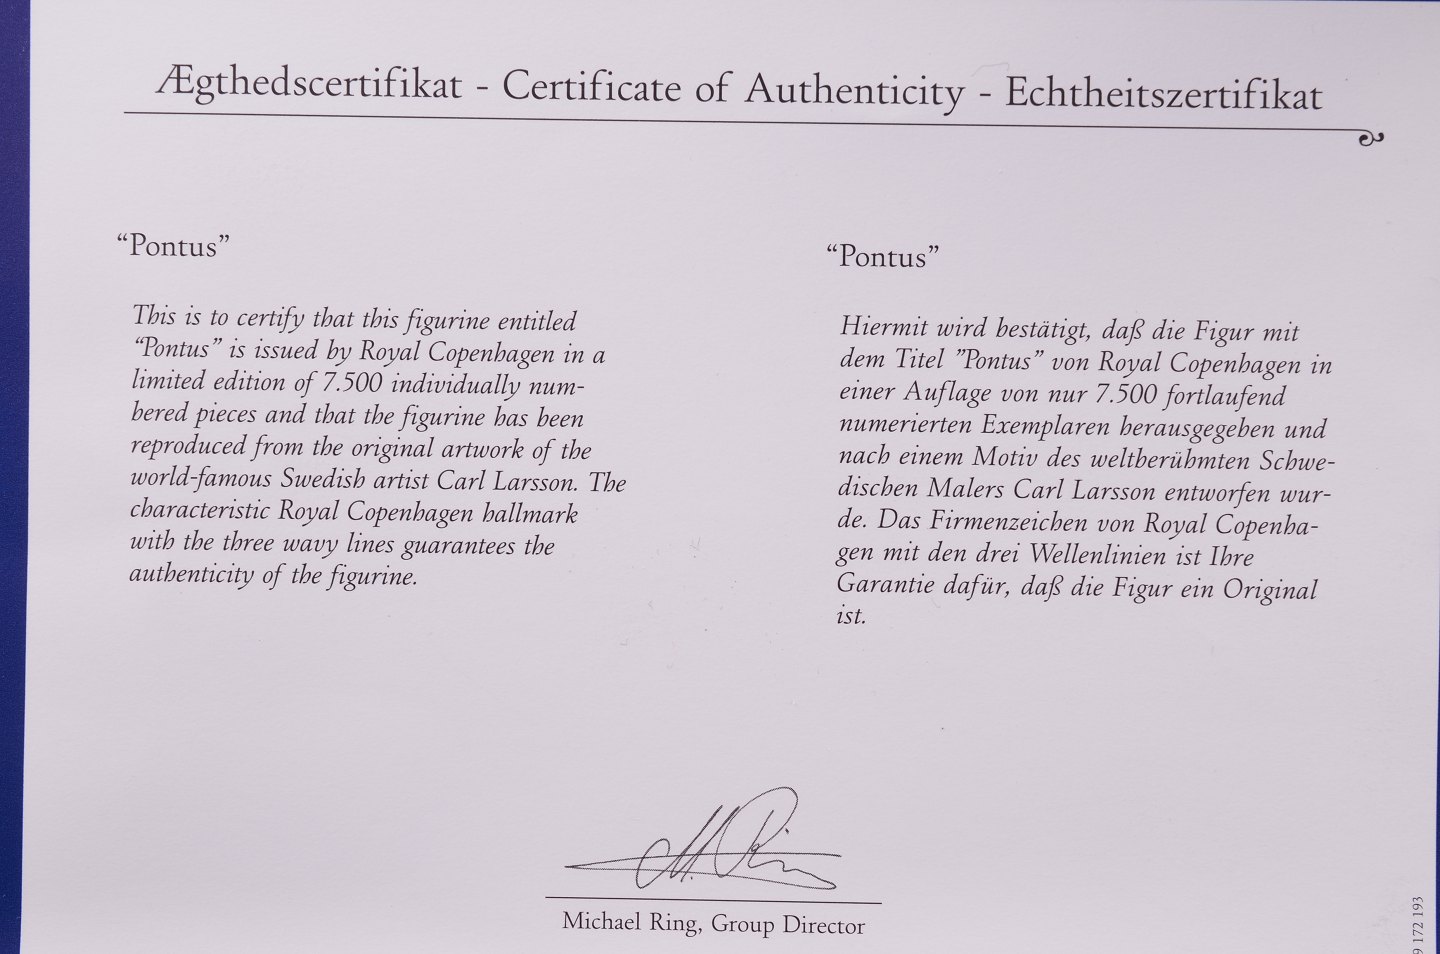 Ægthedscertifikat - Certificate of Authenticity - Echtheitszertifikat
“Pontus”
This is to certify that this figurine entitled
“Pontus” is issued by Royal Copenhagen in a
limited edition of 7.500 individually num-
bered pieces and that the figurine has been
reproduced from the original artwork of the
world-famous Swedish artist Carl Larsson. The
characteristic Royal Copenhagen hallmark
with the three wavy lines guarantees the
authenticity of the figurine.
“Pontus”
Hiermit wird bestätigt, daß die Figur mit
dem Titel ”Pontus” von Royal Copenhagen in
einer Auflage von nur 7.500 fortlaufend
numerierten Exemplaren herausgegeben und
nach einem Motiv des weltberühmten Schwe-
dischen Malers Carl Larsson entworfen wur-
de. Das Firmenzeichen von Royal Copenha-
gen mit den drei Wellenlinien ist Ihre
Garantie dafür, daß die Figur ein Original
ist.
M. Ring
Michael Ring, Group Director
9 172 193